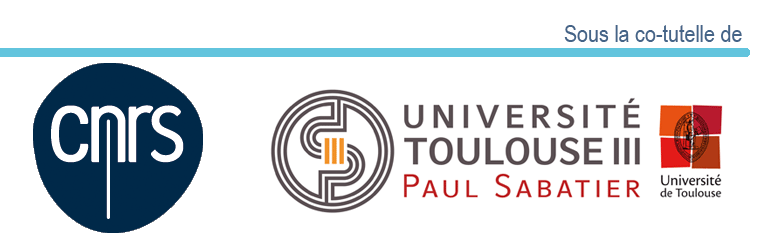 Sous la co-tutelle de
cnrs
UNIVERSITÉ
TOULOUSE III
PAUL SABATIER
Université
de Toulouse